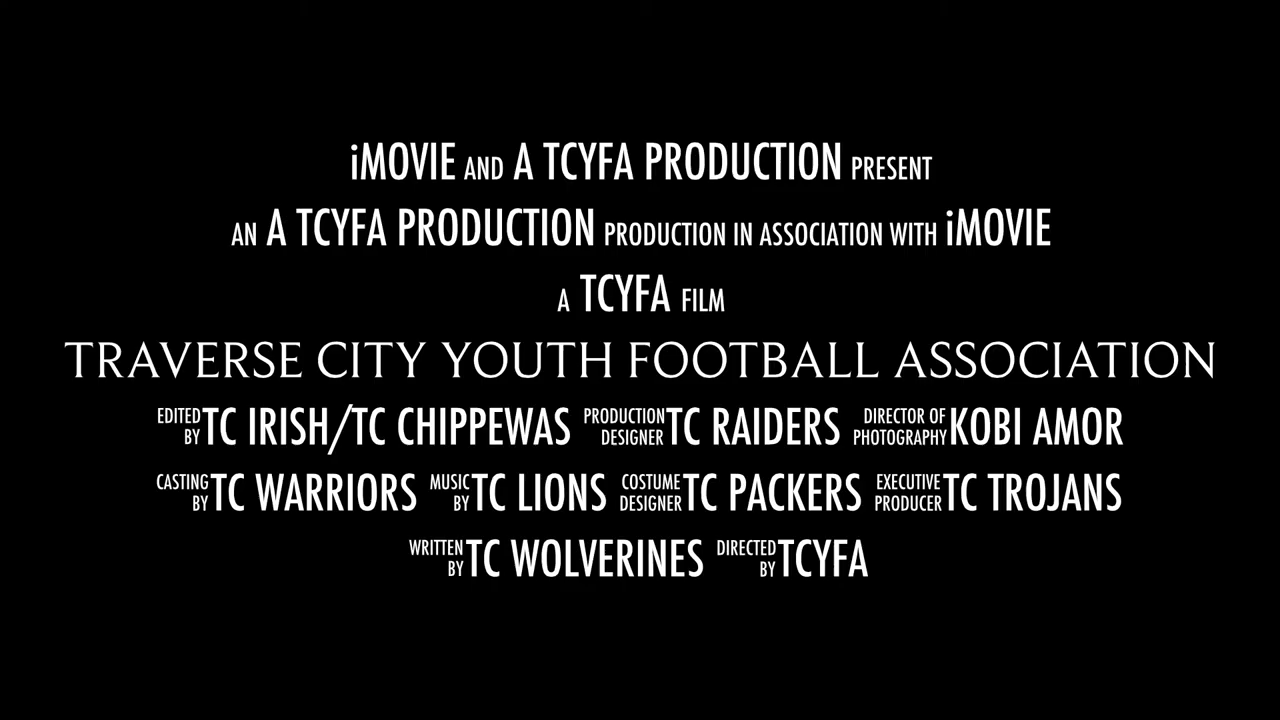 iMOVIE AND A TCYFA PRODUCTION PRESENT
AN A TCYFA PRODUCTION PRODUCTION IN ASSOCIATION WITH iMOVIE
A TCYFA FILM
TRAVERSE CITY YOUTH FOOTBALL ASSOCIATION
EDITED BY TC IRISH/TC CHIPPEWAS PRODUCTION DESIGNER TC RAIDERS DIRECTOR OF PHOTOGRAPHY KOBI AMOR
CASTING BY TC WARRIORS MUSIC BY TC LIONS COSTUME DESIGNER TC PACKERS EXECUTIVE PRODUCER TC TROJANS
WRITTEN BY TC WOLVERINES DIRECTED BY TCYFA